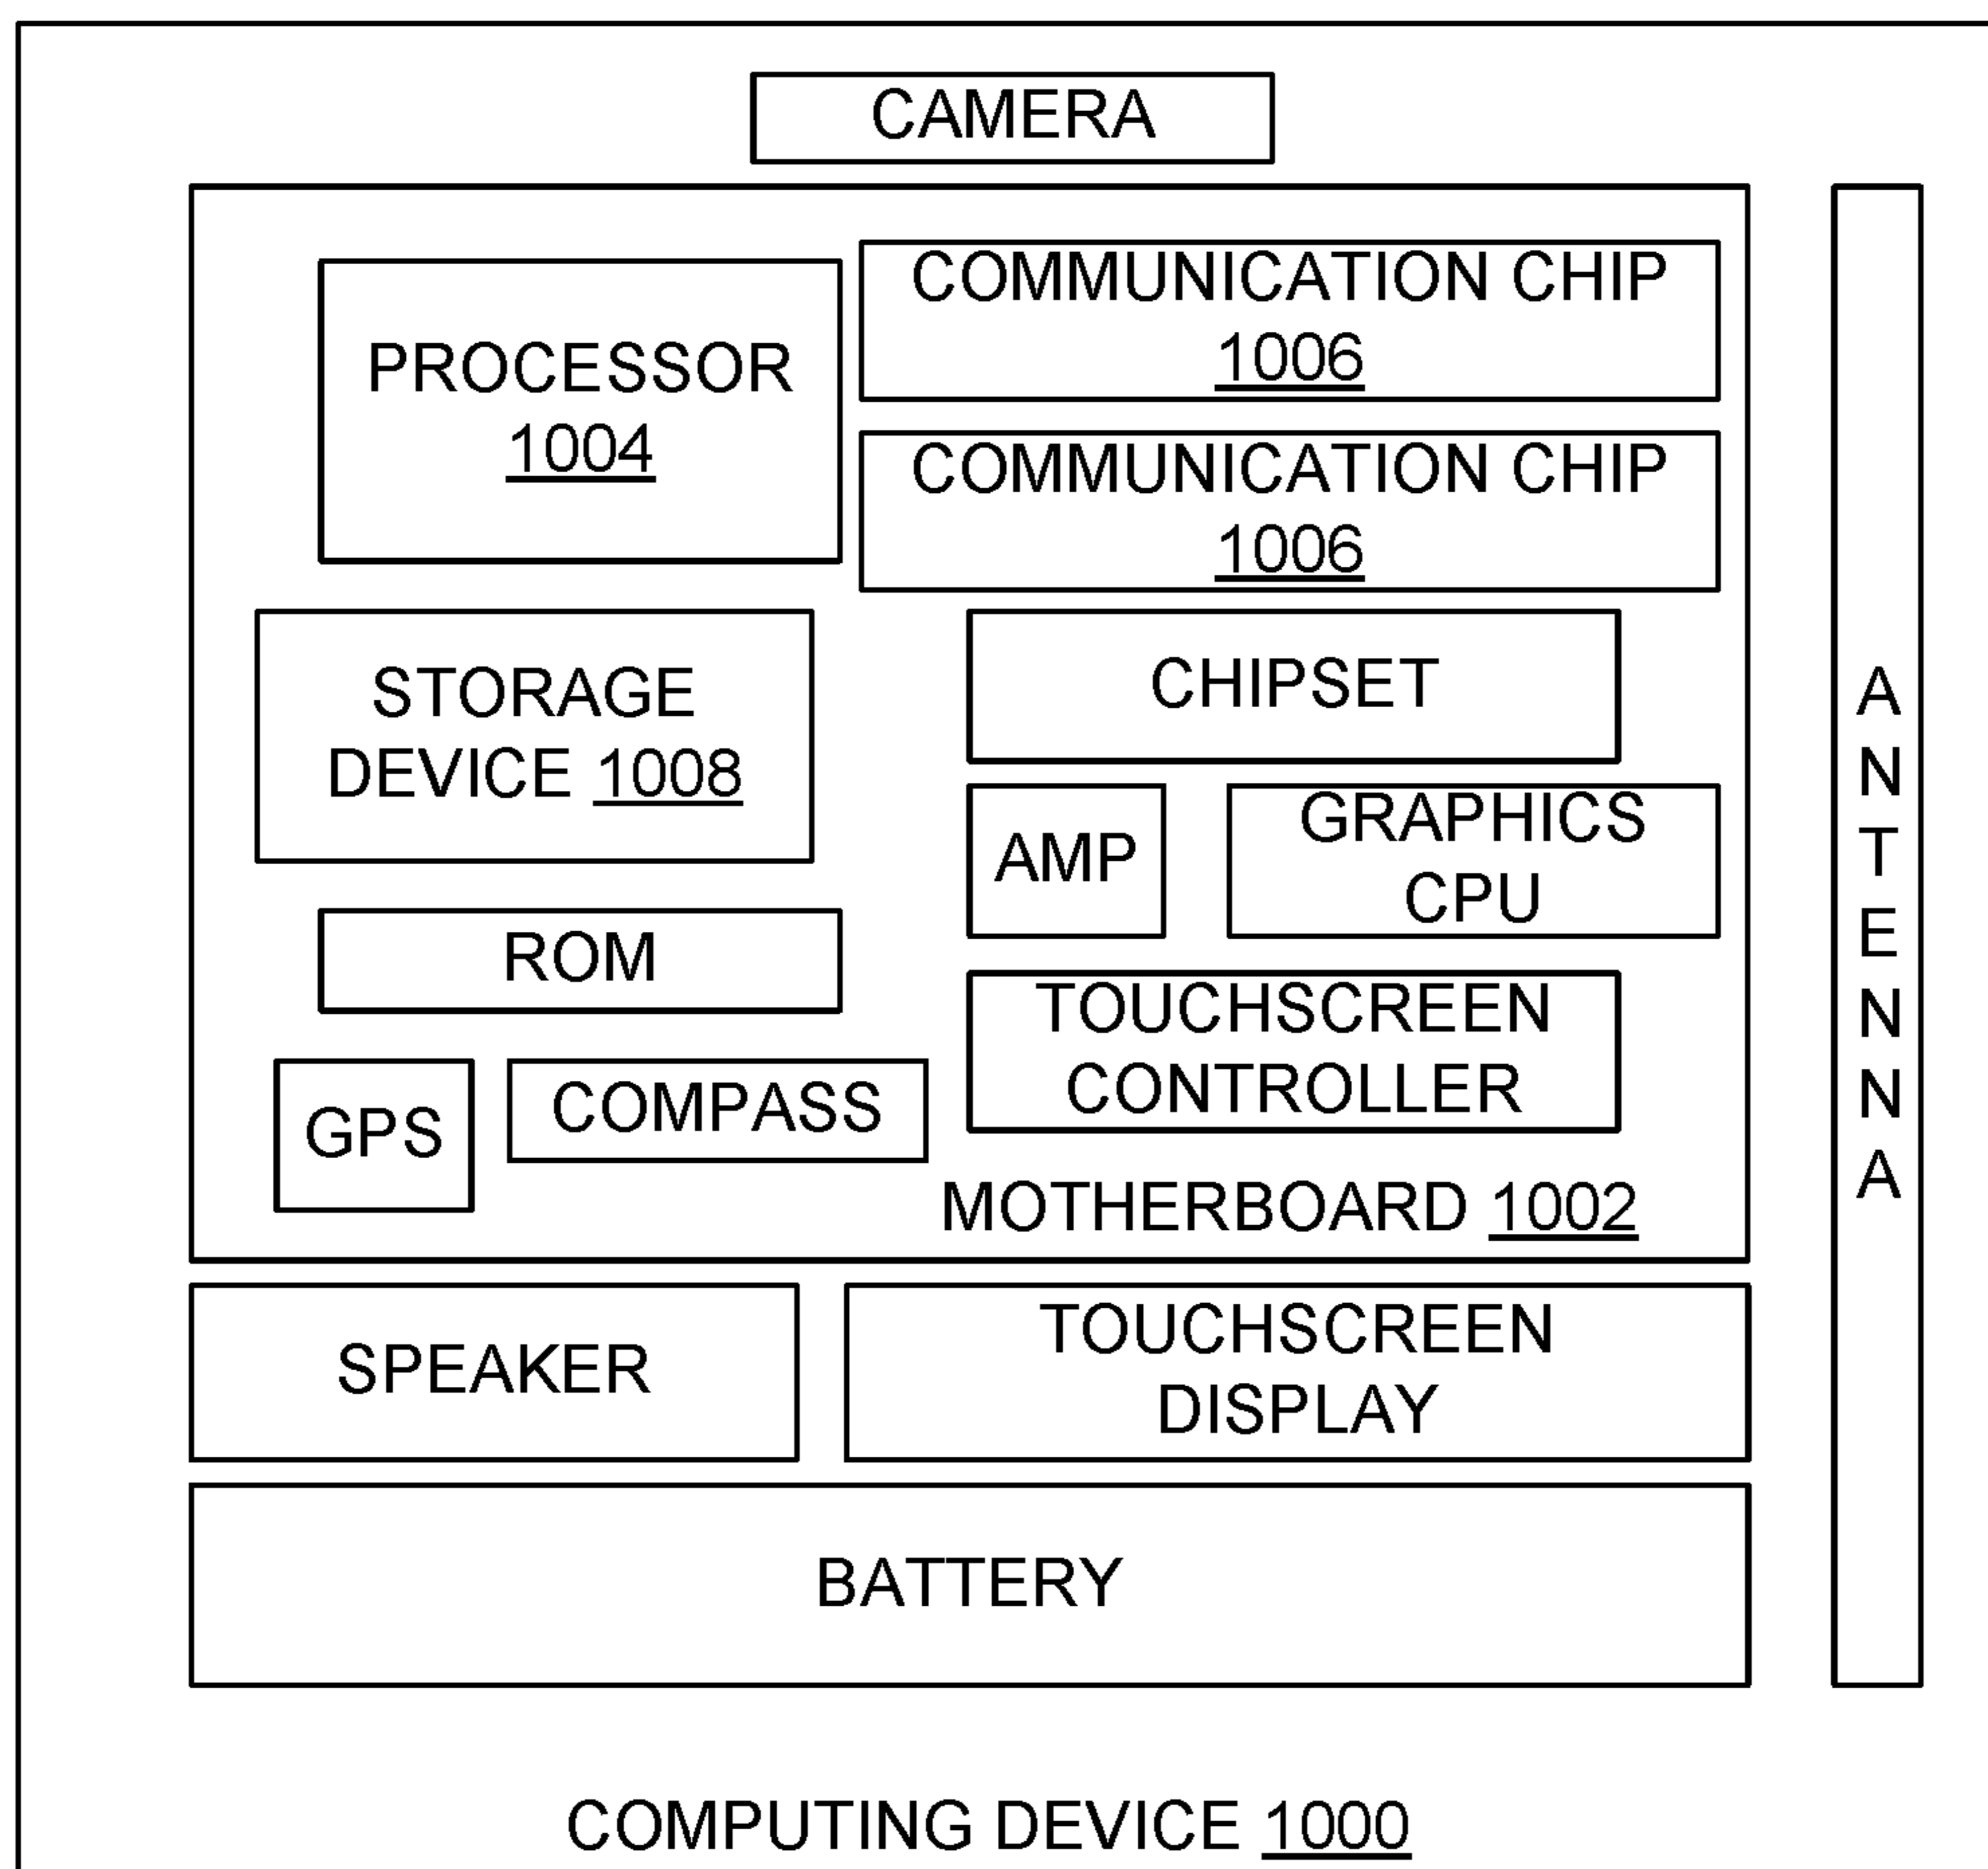 CAMERA
PROCESSOR
1004
COMMUNICATION CHIP
1006
COMMUNICATION CHIP
1006
STORAGE
DEVICE 1008
CHIPSET
AMP
GRAPHICS
CPU
ROM
TOUCHSCREEN
CONTROLLER
GPS
COMPASS
MOTHERBOARD 1002
ANTENNA
SPEAKER
TOUCHSCREEN
DISPLAY
BATTERY
COMPUTING DEVICE 1000